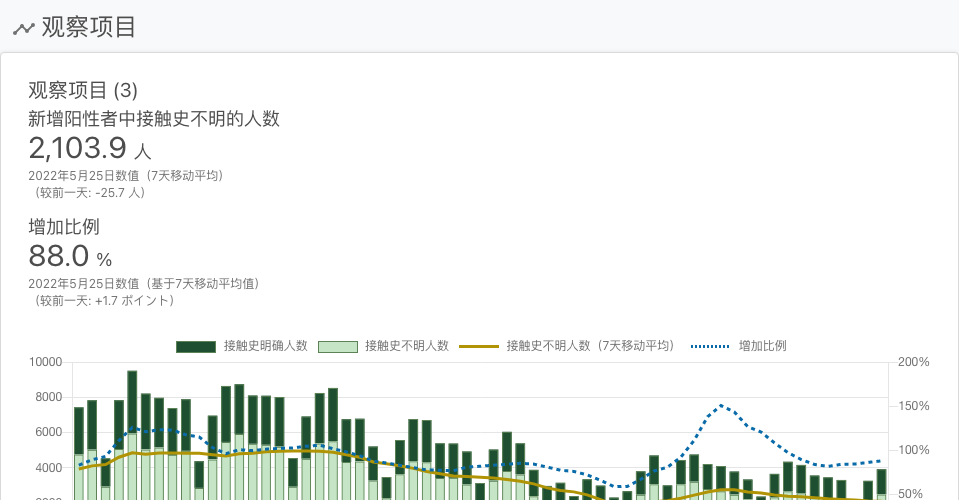 观察项目
观察项目 (3)
新增阳性者中接触史不明的人数
2,103.9 人
2022年5月25日数值（7天移动平均）
（较前一天: -25.7 人）
增加比例
88.0 %
2022年5月25日数值（基于7天移动平均值）
（较前一天: +1.7 ポイント）
接触史明确人数 接触史不明人数 接触史不明人数（7天移动平均） 增加比例
10000 200%
8000
150%
6000
100%
4000
50%